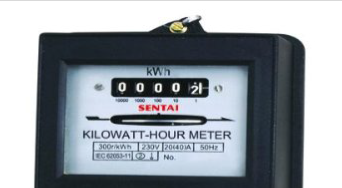 kWh
0 0 0 0
10000 1000 100 10 1
SENTAI
KILOWATT-HOUR METER
300r/kWh 230V 20(40)A 50Hz
IEC 62053-11 2 No.